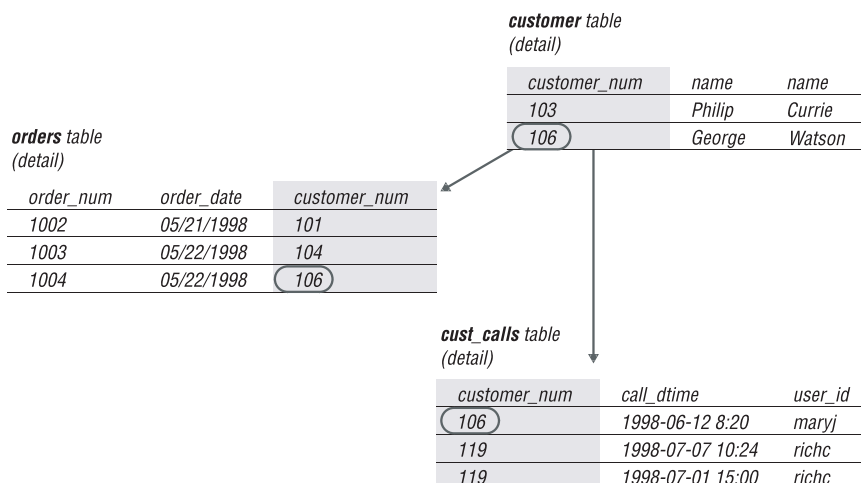 customer table
(detail)
customer_num name name
103 Philip Currie
106 George Watson
orders table
(detail)
order_num order_date customer_num
1002 05/21/1998 101
1003 05/22/1998 104
1004 05/22/1998 106
cust_calls table
(detail)
customer_num call_dtime user_id
106 1998-06-12 8:20 maryj
119 1998-07-07 10:24 richc
119 1998-07-01 15:00 richc